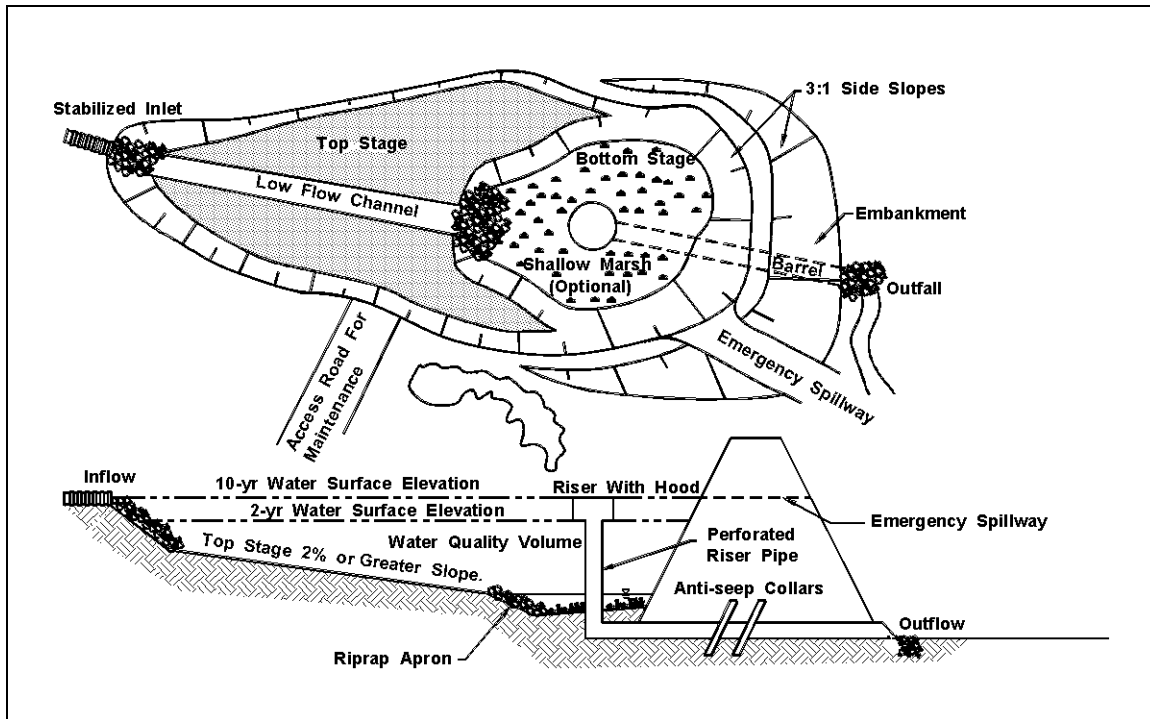 Stabilized Inlet
Top Stage
Low Flow Channel
Bottom Stage
Shallow Marsh
(Optional)
3:1 Side Slopes
Embankment
Barrel
Outfall
Emergency Spillway
Access Road For
Maintenance
Inflow
10-yr Water Surface Elevation
2-yr Water Surface Elevation
Riser With Hood
Emergency Spillway
Water Quality Volume
Top Stage 2% or Greater Slope.
Perforated
Riser Pipe
Anti-seep Collars
Outflow
Riprap Apron